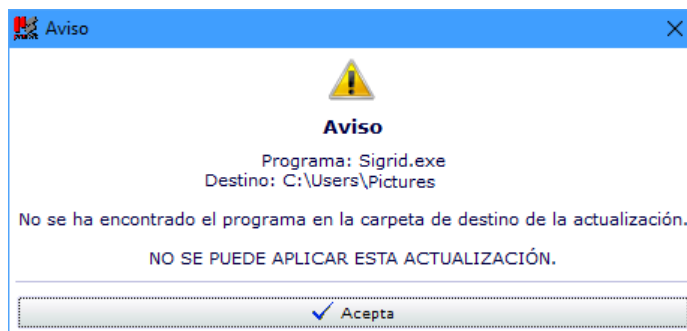 Aviso
Aviso
Programa: Sigrid.exe
Destino: C:\Users\Pictures
No se ha encontrado el programa en la carpeta de destino de la actualización.
NO SE PUEDE APLICAR ESTA ACTUALIZACIÓN.
Acepta